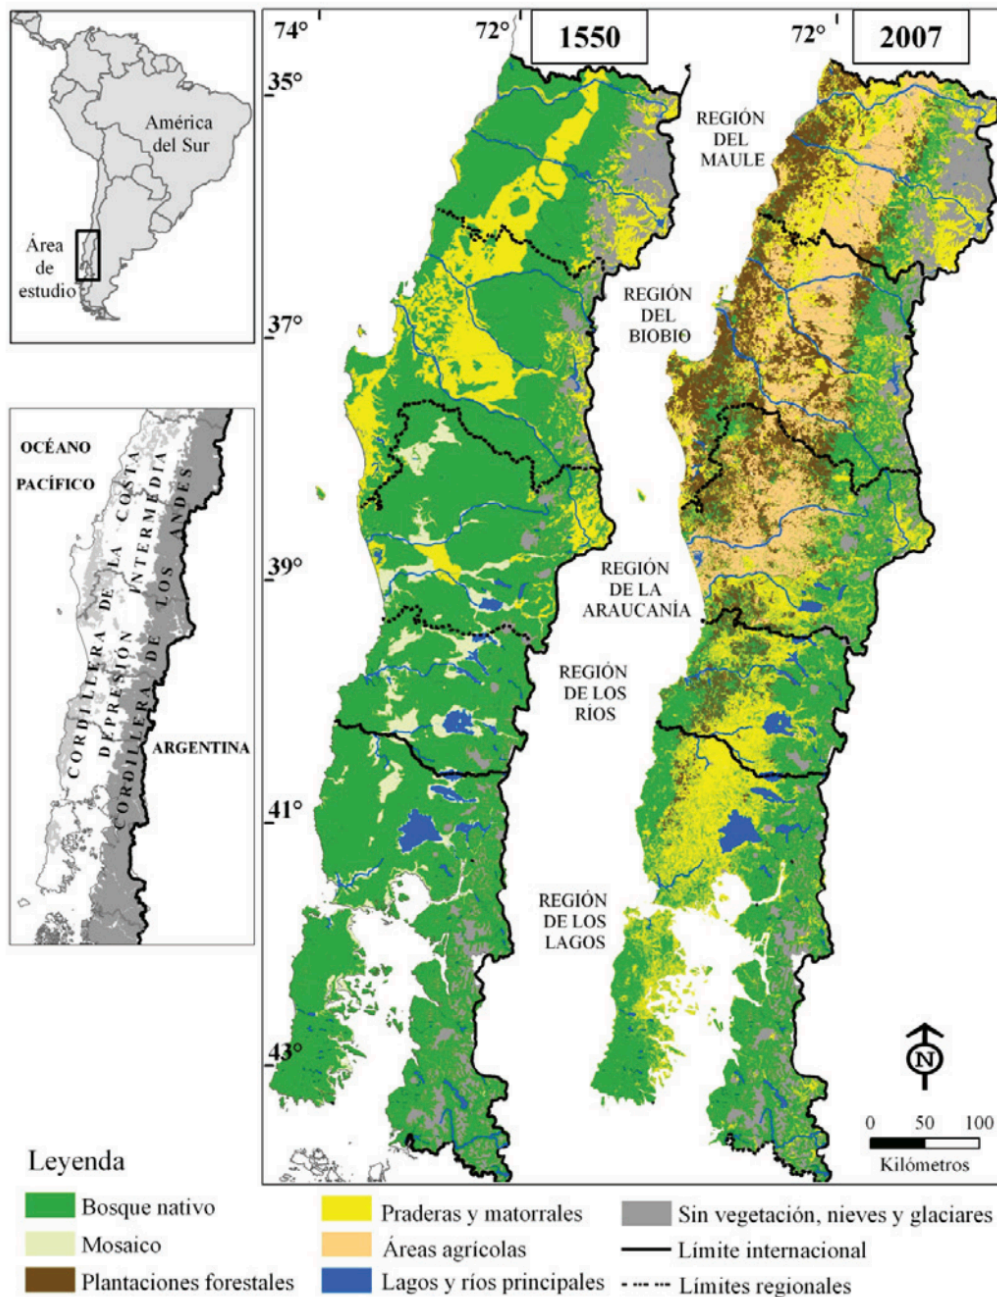 América
del Sur
Área
de
estudio
OCÉANO
PACÍFICO
CORDILLERA DE LA COSTA
DEPRESIÓN INTERMEDIA
CORDILLERA DE LOS ANDES
ARGENTINA
74°
72°
1550
72°
2007
35°
37°
39°
41°
43°
REGIÓN
DEL
MAULE
REGIÓN
DEL
BIOBIO
REGIÓN
DE LA
ARAUCANÍA
REGIÓN
DE LOS
RÍOS
REGIÓN
DE LOS
LAGOS
N
0 50 100
Kilómetros
Leyenda
Bosque nativo
Mosaico
Plantaciones forestales
Praderas y matorrales
Áreas agrícolas
Lagos y ríos principales
Sin vegetación, nieves y glaciares
Límite internacional
Límites regionales